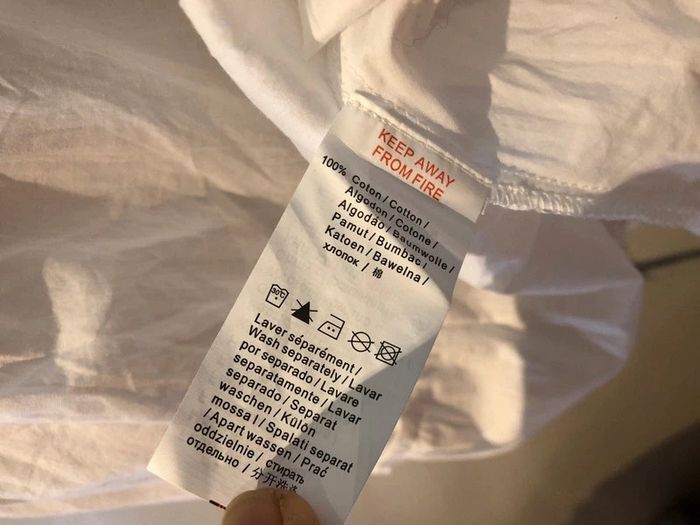 KEEP AWAY
FROM FIRE
100% Coton / Cotton /
Algodon / Cotone /
Algodão / Baumwolle /
Pamut / Bumbac /
Katoen / Bawełna /
хлопок / 棉
30°C
Laver séparément /
Wash separately / Lavar
por separado / Lavare
separatamente / Lavar
separado / Separat
waschen / Külön
mossa l / Spalati separat
/ Apart wassen / Prać
oddzielnie / стирать
отдельно / 分开洗涤